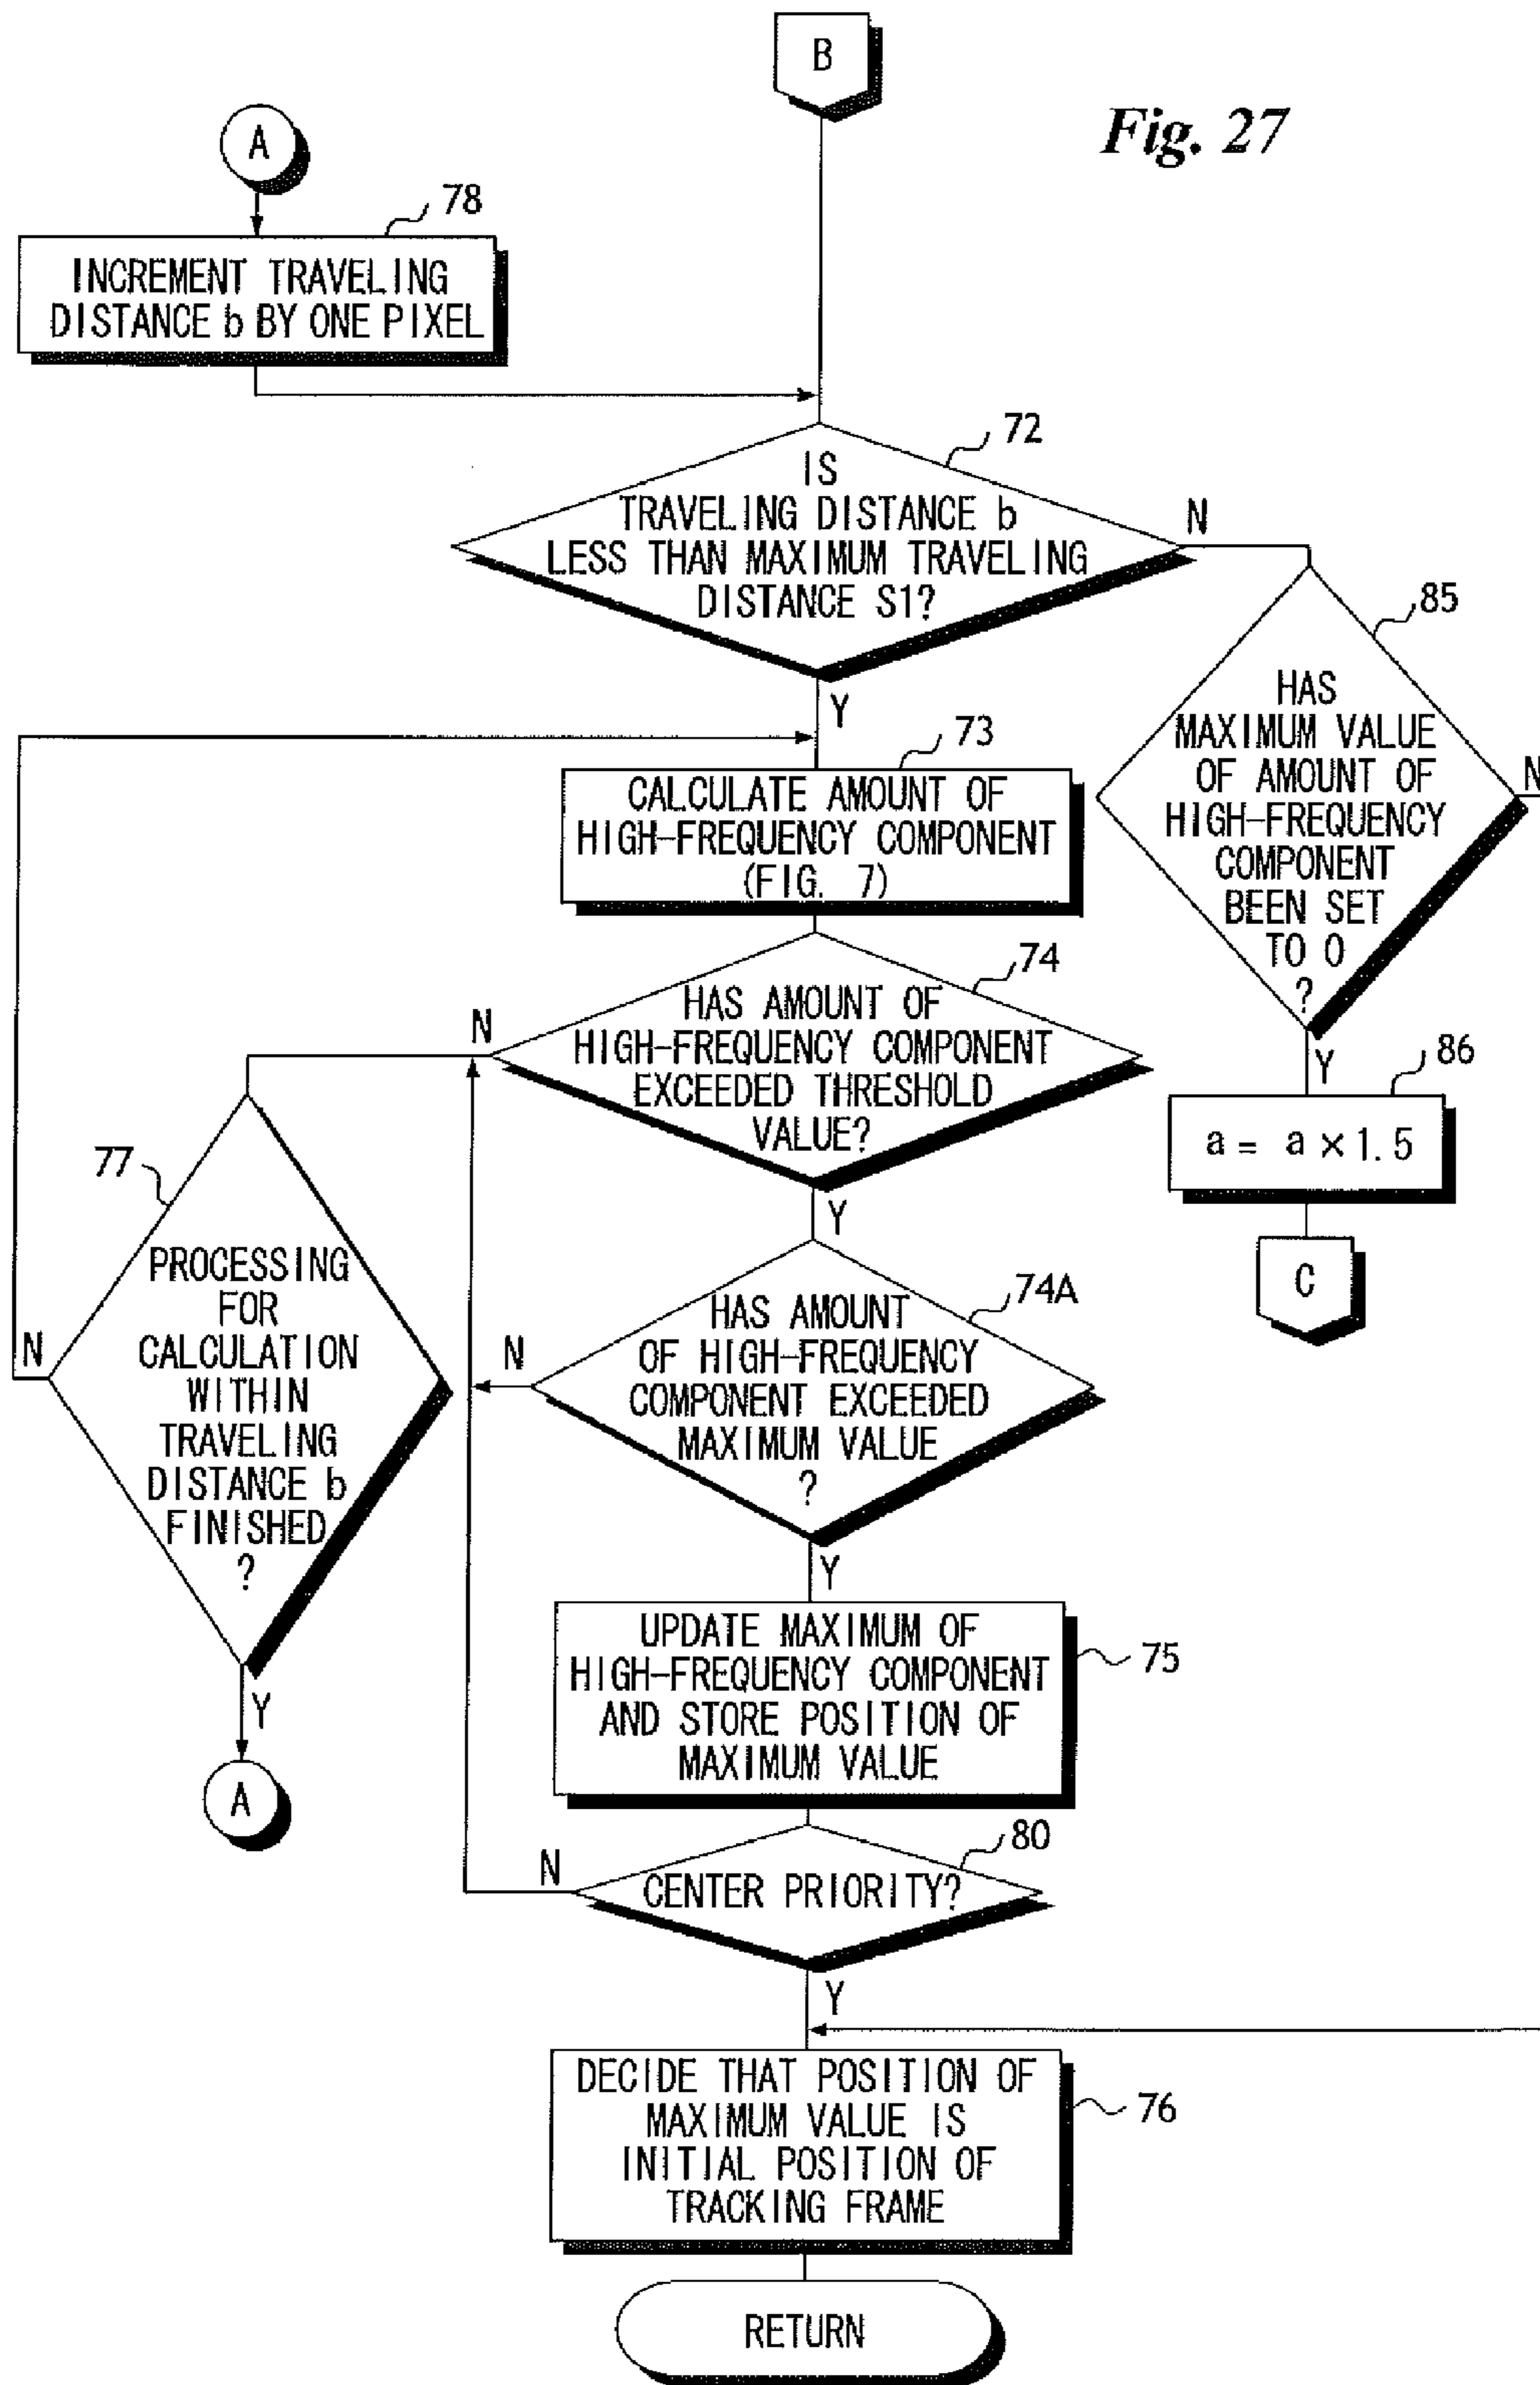 B
Fig. 27
A
78
INCREMENT TRAVELING
DISTANCE b BY ONE PIXEL
72
IS
TRAVELING DISTANCE b
LESS THAN MAXIMUM TRAVELING
DISTANCE S1?
N
Y
85
HAS
MAXIMUM VALUE
OF AMOUNT OF
HIGH-FREQUENCY
COMPONENT
BEEN SET
TO 0
?
N
Y
73
CALCULATE AMOUNT OF
HIGH-FREQUENCY COMPONENT
(FIG. 7)
74
HAS AMOUNT OF
HIGH-FREQUENCY COMPONENT
EXCEEDED THRESHOLD
VALUE?
N
Y
86
a = a × 1.5
C
77
PROCESSING
FOR
CALCULATION
WITHIN
TRAVELING
DISTANCE b
FINISHED
?
N
Y
A
74A
HAS AMOUNT
OF HIGH-FREQUENCY
COMPONENT EXCEEDED
MAXIMUM VALUE
?
N
Y
75
UPDATE MAXIMUM OF
HIGH-FREQUENCY COMPONENT
AND STORE POSITION OF
MAXIMUM VALUE
80
CENTER PRIORITY?
N
Y
76
DECIDE THAT POSITION OF
MAXIMUM VALUE IS
INITIAL POSITION OF
TRACKING FRAME
RETURN